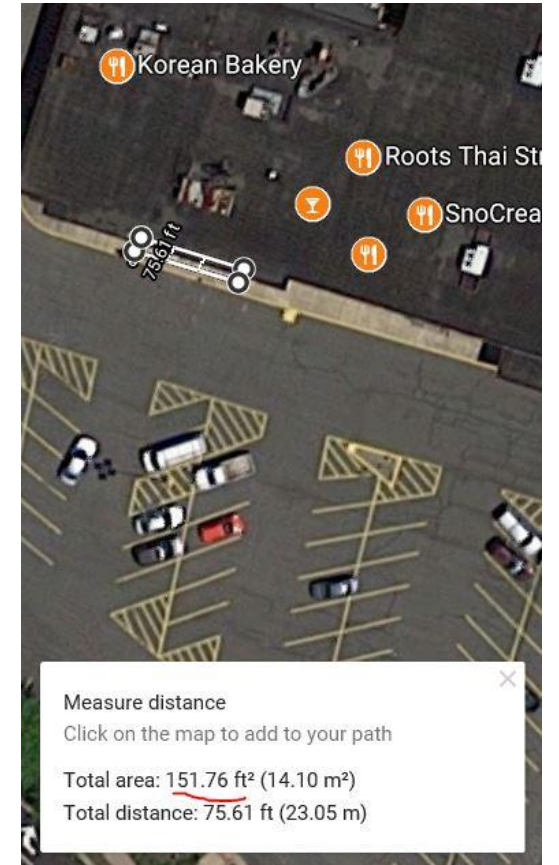 Korean Bakery
Roots Thai Str
SnoCrea
75.61 ft
Measure distance
Click on the map to add to your path
Total area: 151.76 ft² (14.10 m²)
Total distance: 75.61 ft (23.05 m)